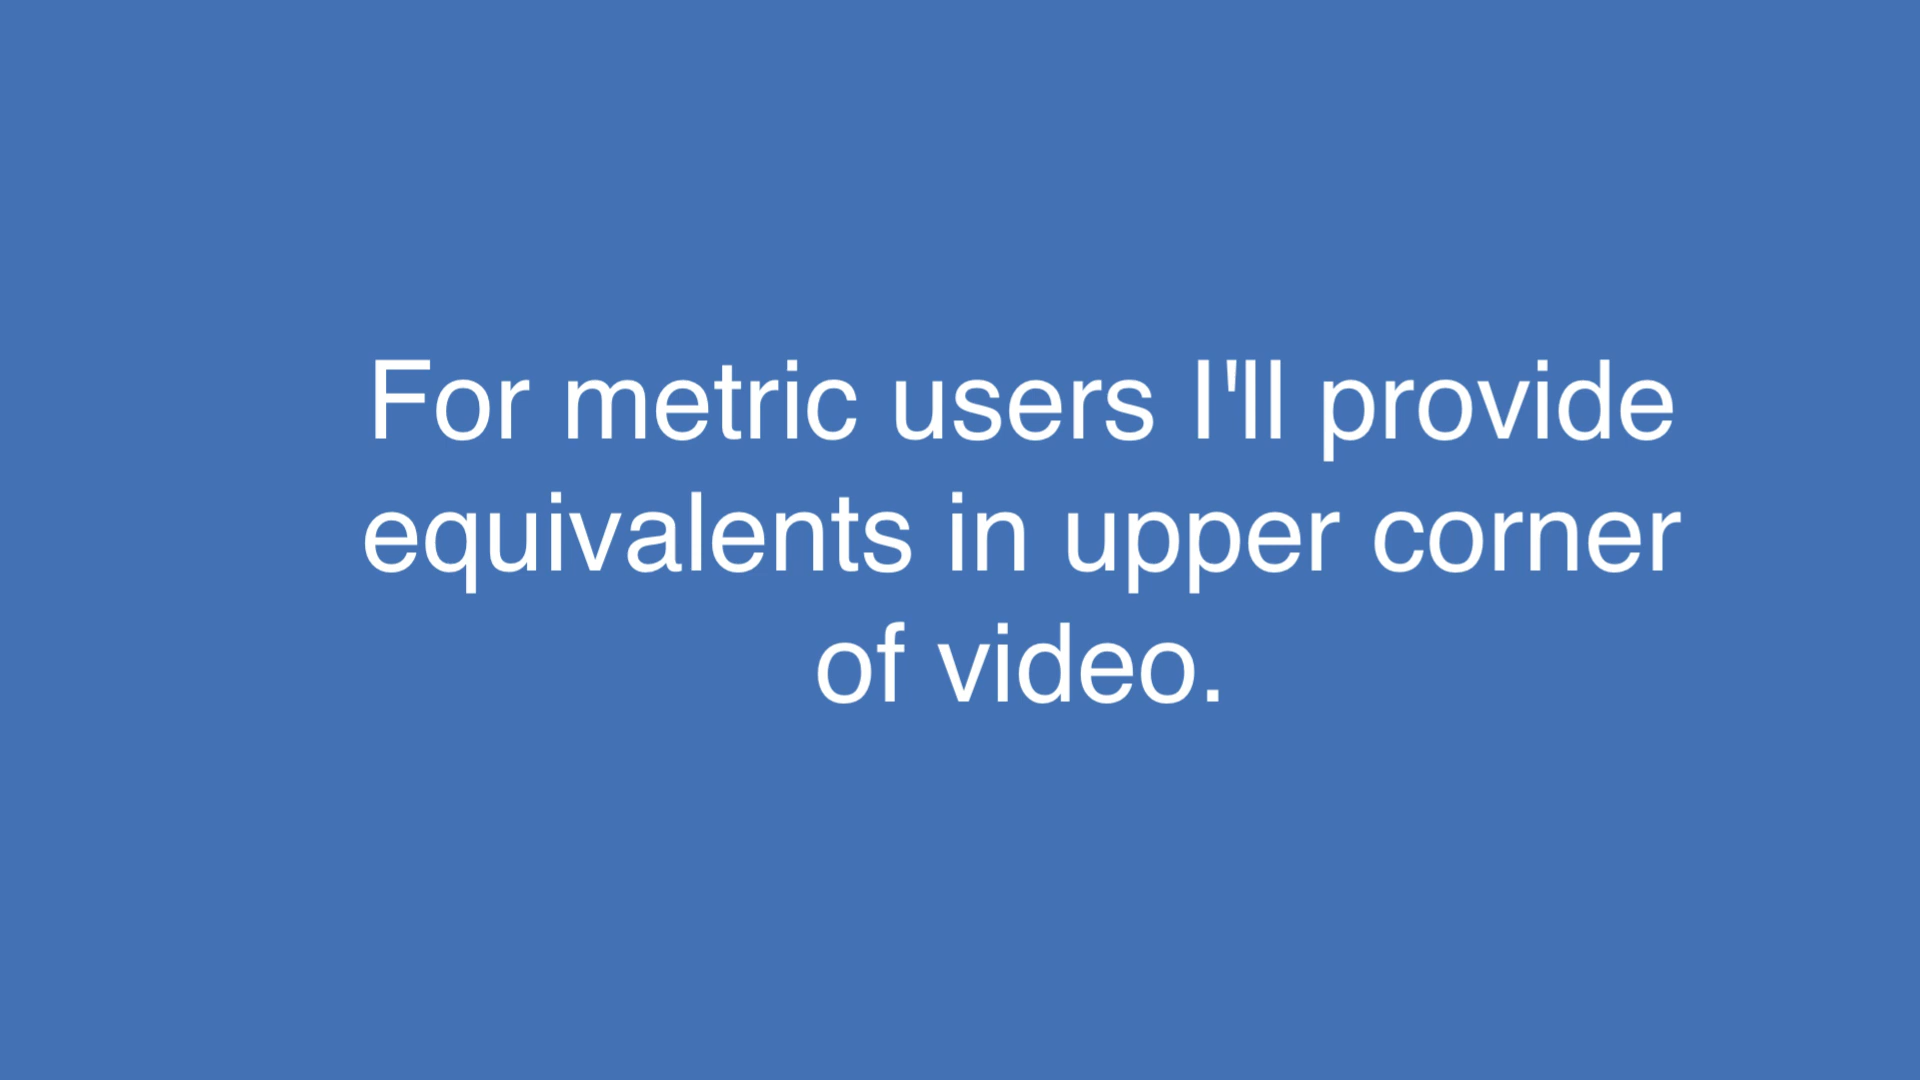 For metric users I'll provide
equivalents in upper corner
of video.